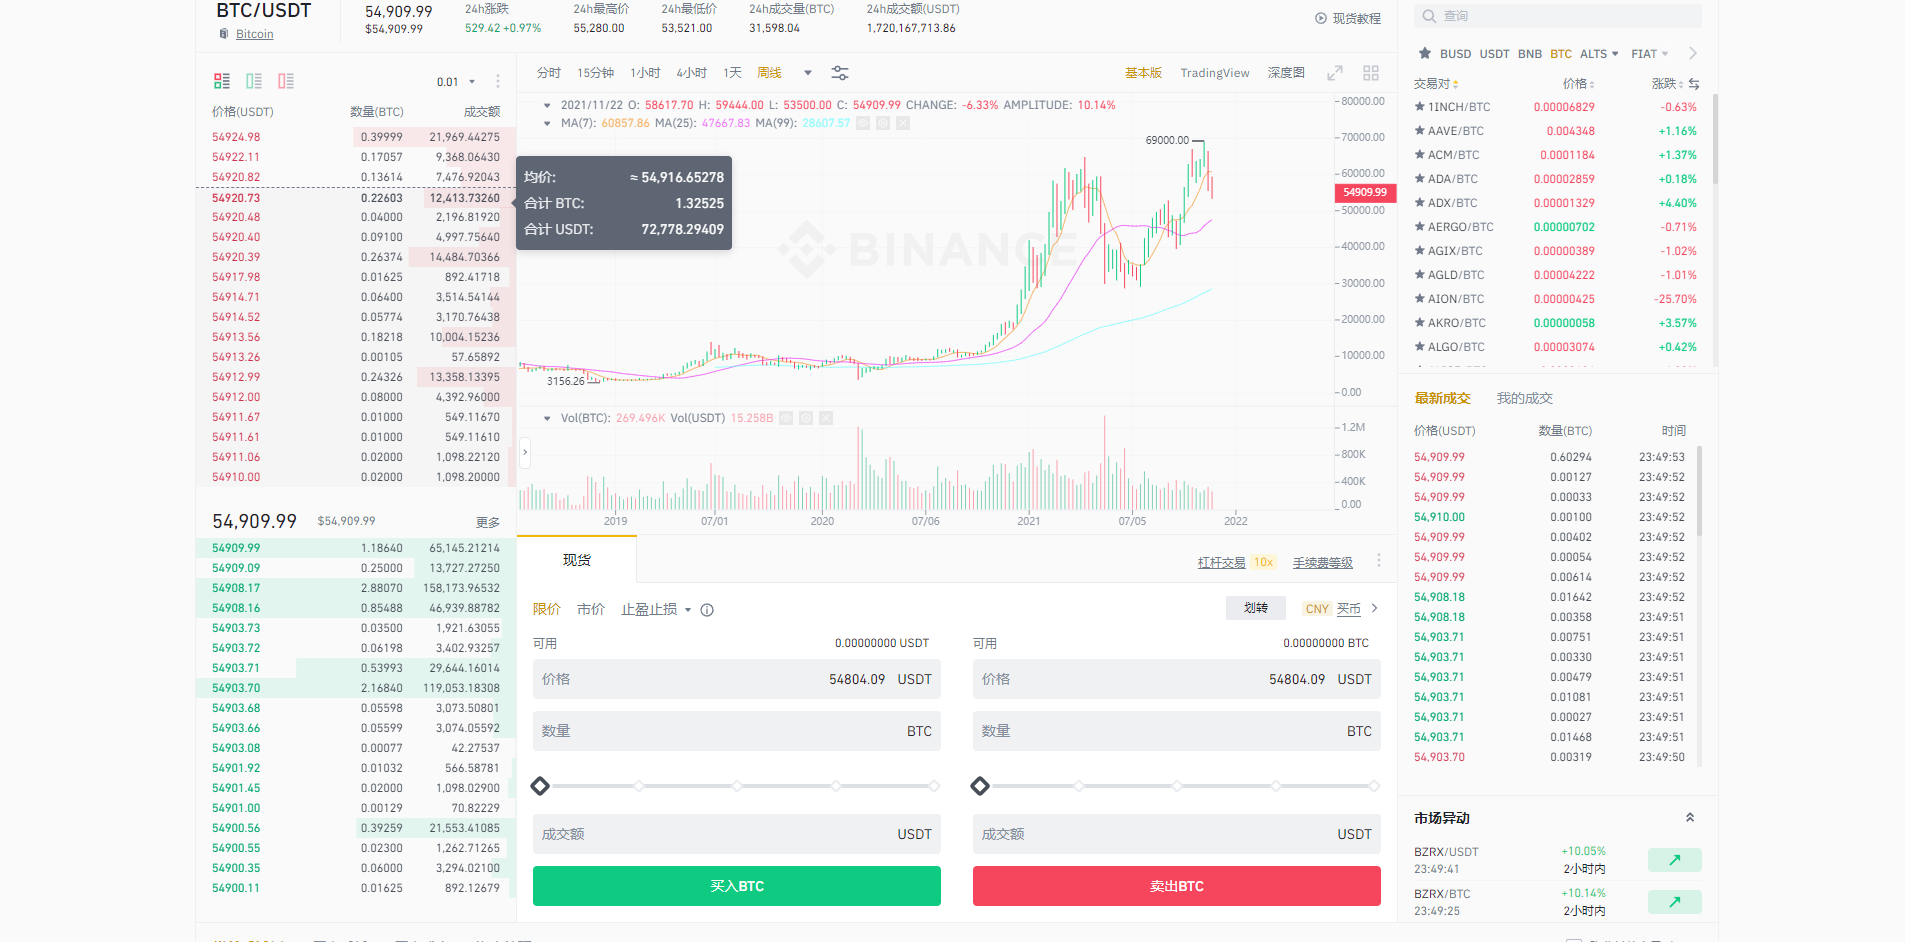 BTC/USDT
Bitcoin
54,909.99
$54,909.99
24h涨跌
529.42 +0.97%
24h最高价
55,280.00
24h最低价
53,521.00
24h成交量(BTC)
31,598.04
24h成交额(USDT)
1,720,167,713.86
现货教程
0.01
价格(USDT) 数量(BTC) 成交额
54924.98 0.39999 21,969.44275
54922.11 0.17057 9,368.06430
54920.82 0.13614 7,476.92043
54920.73 0.22603 12,413.73260
54920.48 0.04000 2,196.81920
54920.40 0.09100 4,997.75640
54920.39 0.26374 14,484.70366
54917.98 0.01625 892.41718
54914.71 0.06400 3,514.54144
54914.52 0.05774 3,170.76438
54913.56 0.18218 10,004.15236
54913.26 0.00105 57.65892
54912.99 0.24326 13,358.13395
54912.00 0.08000 4,392.96000
54911.67 0.01000 549.11670
54911.61 0.01000 549.11610
54911.06 0.02000 1,098.22120
54910.00 0.02000 1,098.20000
54,909.99 $54,909.99 更多
54909.99 1.18640 65,145.21214
54909.09 0.25000 13,727.27250
54908.17 2.88070 158,173.96532
54908.16 0.85488 46,939.88782
54903.73 0.03500 1,921.63055
54903.72 0.06198 3,402.93257
54903.71 0.53993 29,644.16014
54903.70 2.16840 119,053.18308
54903.68 0.05598 3,073.50801
54903.66 0.05599 3,074.05592
54903.08 0.00077 42.27537
54901.92 0.01032 566.58781
54901.45 0.02000 1,098.02900
54901.00 0.00129 70.82229
54900.56 0.39259 21,553.41085
54900.55 0.02300 1,262.71265
54900.35 0.06000 3,294.02100
54900.11 0.01625 892.12679
分时 15分钟 1小时 4小时 1天 周线
基本版 TradingView 深度图
2021/11/22 O: 58617.70 H: 59444.00 L: 53500.00 C: 54909.99 CHANGE: -6.33% AMPLITUDE: 10.14%
MA(7): 60857.86 MA(25): 47667.83 MA(99): 28607.57
均价: ≈ 54,916.65278
合计 BTC: 1.32525
合计 USDT: 72,778.29409
BINANCE
69000.00
3156.26
80000.00
70000.00
60000.00
54909.99
50000.00
40000.00
30000.00
20000.00
10000.00
0.00
Vol(BTC): 269.496K Vol(USDT) 15.258B
1.2M
800K
400K
0.00
2019 07/01 2020 07/06 2021 07/05 2022
现货
杠杆交易 10x 手续费等级
限价 市价 止盈止损
划转 CNY 买币
可用 0.00000000 USDT
价格 54804.09 USDT
数量 BTC
成交额 USDT
买入BTC
可用 0.00000000 BTC
价格 54804.09 USDT
数量 BTC
成交额 USDT
卖出BTC
查询
BUSD USDT BNB BTC ALTS FIAT
交易对 价格 涨跌
1INCH/BTC 0.00006829 -0.63%
AAVE/BTC 0.004348 +1.16%
ACM/BTC 0.0001184 +1.37%
ADA/BTC 0.00002859 +0.18%
ADX/BTC 0.00001329 +4.40%
AERGO/BTC 0.00000702 -0.71%
AGIX/BTC 0.00000389 -1.02%
AGLD/BTC 0.00004222 -1.01%
AION/BTC 0.00000425 -25.70%
AKRO/BTC 0.00000058 +3.57%
ALGO/BTC 0.00003074 +0.42%
最新成交 我的成交
价格(USDT) 数量(BTC) 时间
54,909.99 0.60294 23:49:53
54,909.99 0.00127 23:49:52
54,909.99 0.00033 23:49:52
54,910.00 0.00100 23:49:52
54,909.99 0.00402 23:49:52
54,909.99 0.00054 23:49:52
54,909.99 0.00614 23:49:52
54,908.18 0.01642 23:49:52
54,908.18 0.00358 23:49:51
54,903.71 0.00751 23:49:51
54,903.71 0.00330 23:49:51
54,903.71 0.00479 23:49:51
54,903.71 0.01081 23:49:51
54,903.71 0.00027 23:49:51
54,903.71 0.01468 23:49:51
54,903.70 0.00319 23:49:50
市场异动
BZRX/USDT +10.05%
23:49:41 2小时内
BZRX/BTC +10.14%
23:49:25 2小时内